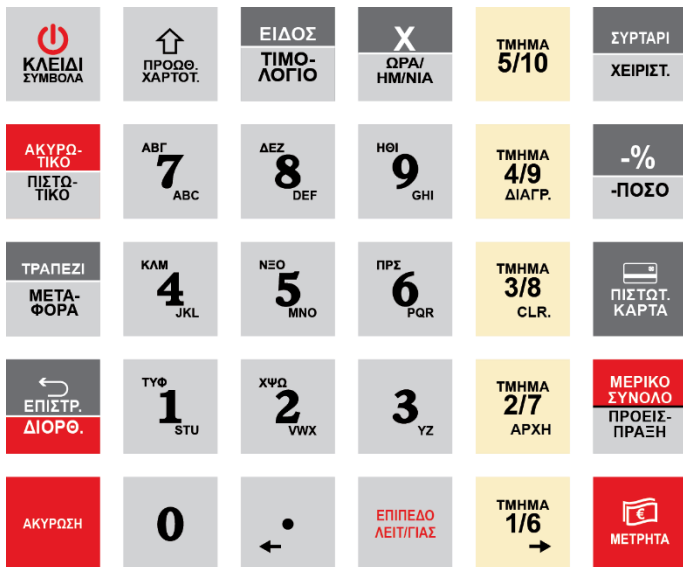 ΚΛΕΙΔΙ
ΣΥΜΒΟΛΑ
ΠΡΟΩΘ.
ΧΑΡΤΟΤ.
ΕΙΔΟΣ
ΤΙΜΟ-
ΛΟΓΙΟ
X
ΩΡΑ/
ΗΜ/ΝΙΑ
ΤΜΗΜΑ
5/10
ΣΥΡΤΑΡΙ
ΧΕΙΡΙΣΤ.
ΑΚΥΡΩ-
ΤΙΚΟ
ΠΙΣΤΩ-
ΤΙΚΟ
ΑΒΓ
7
ABC
ΔΕΖ
8
DEF
ΗΘΙ
9
GHI
ΤΜΗΜΑ
4/9
ΔΙΑΓΡ.
-%
-ΠΟΣΟ
ΤΡΑΠΕΖΙ
ΜΕΤΑ-
ΦΟΡΑ
ΚΛΜ
4
JKL
ΝΞΟ
5
MNO
ΠΡΣ
6
PQR
ΤΜΗΜΑ
3/8
CLR.
ΠΙΣΤΩΤ.
ΚΑΡΤΑ
ΕΠΙΣΤΡ.
ΔΙΟΡΘ.
ΤΥΦ
1
STU
ΧΨΩ
2
VWX
3
YZ
ΤΜΗΜΑ
2/7
ΑΡΧΗ
ΜΕΡΙΚΟ
ΣΥΝΟΛΟ
ΠΡΟΕΙΣ-
ΠΡΑΞΗ
ΑΚΥΡΩΣΗ
0
.
ΕΠΙΠΕΔΟ
ΛΕΙΤ/ΓΙΑΣ
ΤΜΗΜΑ
1/6
€
ΜΕΤΡΗΤΑ